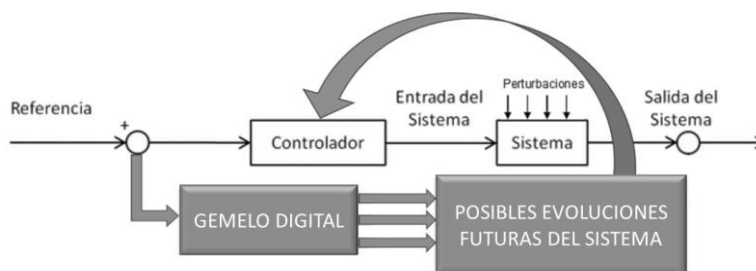 Referencia
+
Controlador
Entrada del
Sistema
Perturbaciones
Sistema
Salida del
Sistema
GEMELO DIGITAL
POSIBLES EVOLUCIONES
FUTURAS DEL SISTEMA